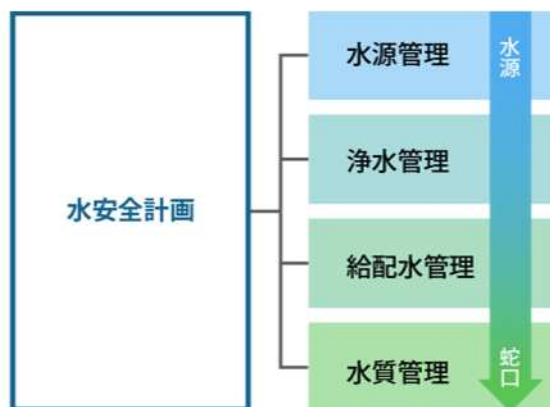 水安全計画
水源管理
浄水管理
給配水管理
水質管理
水源
蛇口